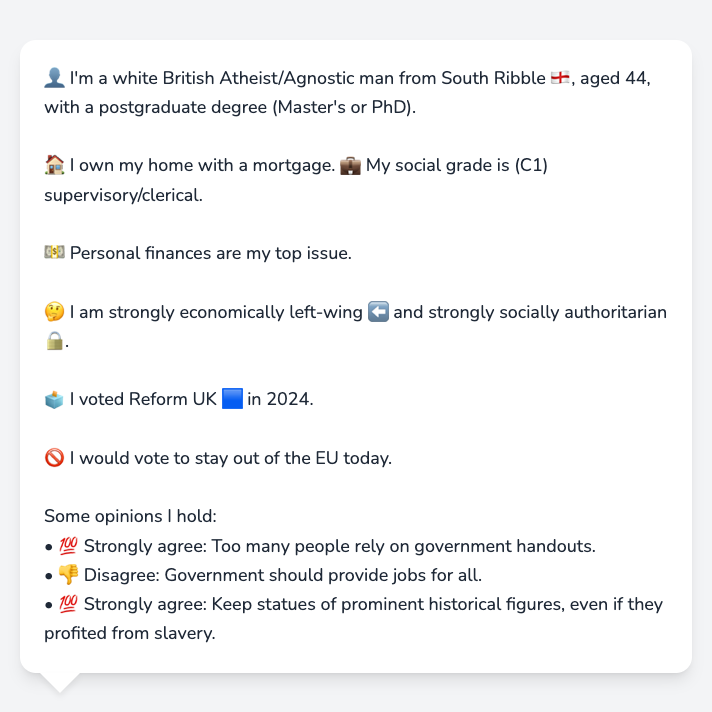 👤 I'm a white British Atheist/Agnostic man from South Ribble 🏴󠁧󠁢󠁥󠁮󠁧󠁿, aged 44,
with a postgraduate degree (Master's or PhD).
🏠 I own my home with a mortgage. 💼 My social grade is (C1)
supervisory/clerical.
💵 Personal finances are my top issue.
🤔 I am strongly economically left-wing ⬅️ and strongly socially authoritarian
🔒.
🗳️ I voted Reform UK 🟦 in 2024.
🚫 I would vote to stay out of the EU today.
Some opinions I hold:
• 💯 Strongly agree: Too many people rely on government handouts.
• 👎 Disagree: Government should provide jobs for all.
• 💯 Strongly agree: Keep statues of prominent historical figures, even if they
profited from slavery.